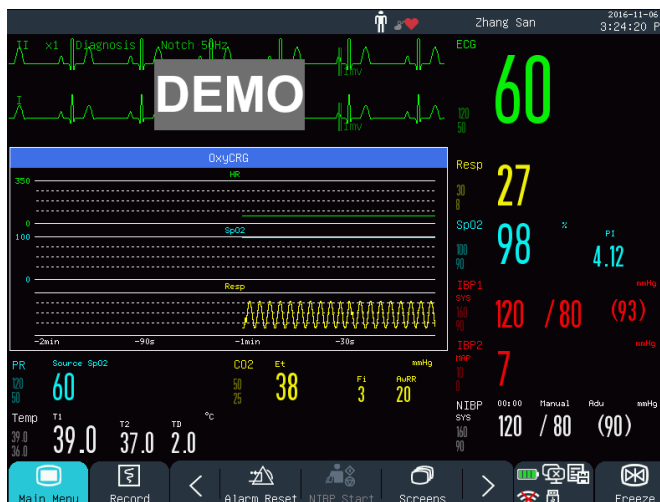 Zhang San
2016-11-06
3:24:20 P
II x1 Diagnosis Notch 50Hz
1mv
DEMO
I
1mv
ECG
120
50
60
OxyCRG
HR
350
0
SpO2
100
0
Resp
-2min -90s -1min -30s
Resp
30
8
27
SpO2
100
90
98
%
PI
4.12
IBP1
mmHg
SYS
160
90
120 / 80 (93)
IBP2
mmHg
MAP
10
0
7
PR Source SpO2
120
50
60
CO2 Et mmHg
50
25
38
Fi
3
AwRR
20
Temp T1 T2 TD °C
39.0
36.0
39.0 37.0 2.0
NIBP 00:00 Manual Adu mmHg
SYS
160
90
120 / 80 (90)
Main Menu
Record
Alarm Reset
NIBP Start
Screens
Freeze